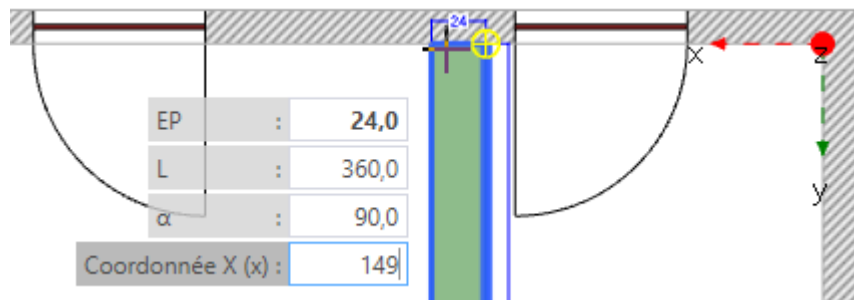 24
x
z
y
EP : 24,0
L : 360,0
α : 90,0
Coordonnée X (x) : 149